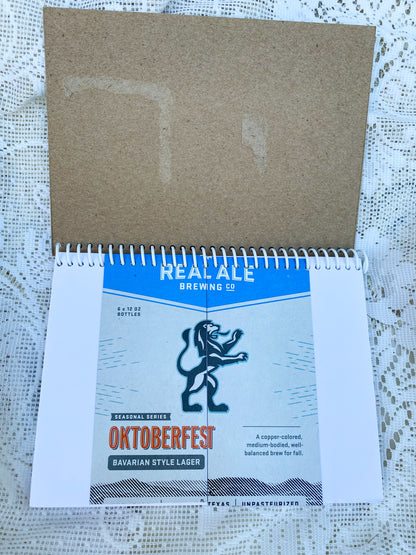 REAL ALE
BREWING CO
6 x 12 OZ
BOTTLES
SEASONAL SERIES
OKTOBERFEST
BAVARIAN STYLE LAGER
A copper-colored,
medium-bodied, well-
balanced brew for fall.
TEXAS | UNPASTEURIZED